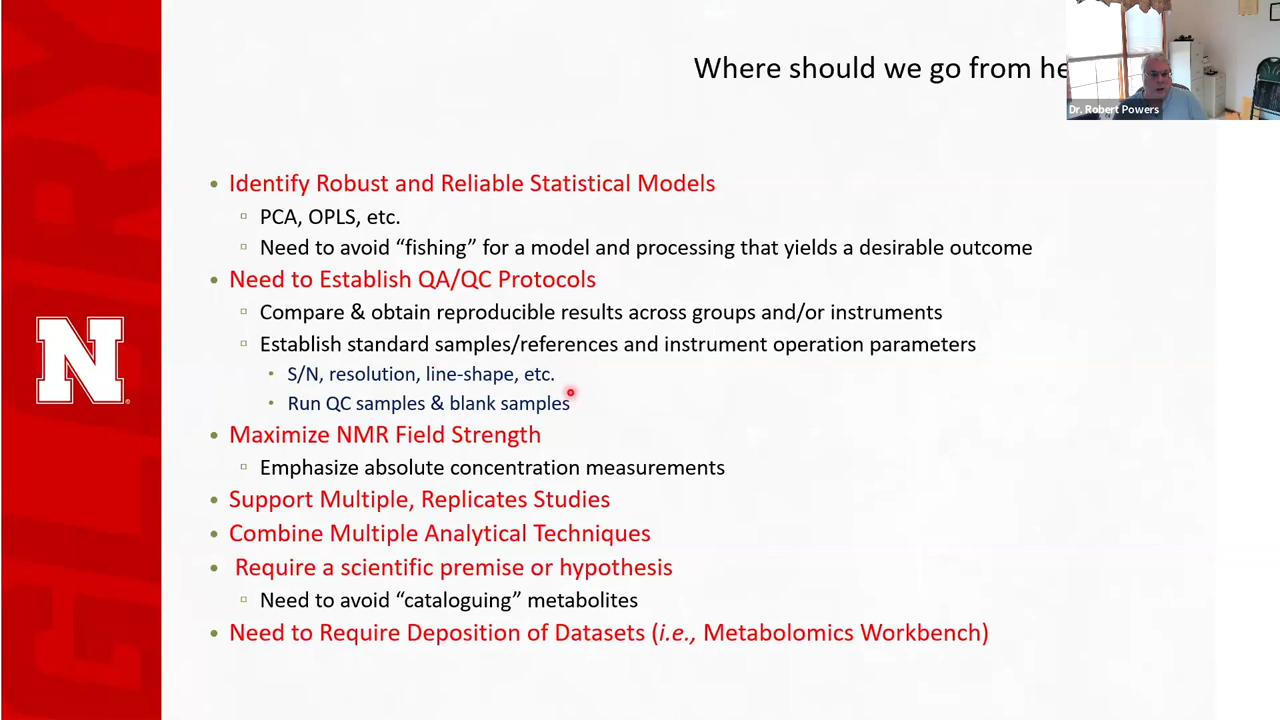 Where should we go from he
Dr. Robert Powers
• Identify Robust and Reliable Statistical Models
▫ PCA, OPLS, etc.
▫ Need to avoid “fishing” for a model and processing that yields a desirable outcome
• Need to Establish QA/QC Protocols
▫ Compare & obtain reproducible results across groups and/or instruments
▫ Establish standard samples/references and instrument operation parameters
• S/N, resolution, line-shape, etc.
• Run QC samples & blank samples
• Maximize NMR Field Strength
▫ Emphasize absolute concentration measurements
• Support Multiple, Replicates Studies
• Combine Multiple Analytical Techniques
• Require a scientific premise or hypothesis
▫ Need to avoid “cataloguing” metabolites
• Need to Require Deposition of Datasets (i.e., Metabolomics Workbench)
N
GLORY